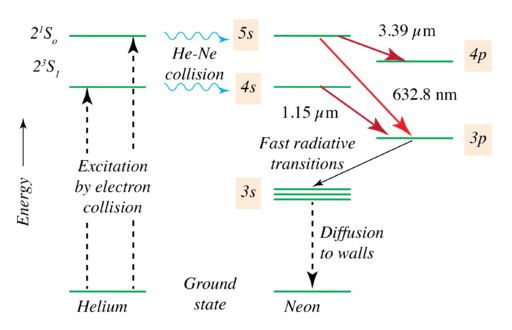 2¹Sₒ
5s
3.39 µm
4p
He-Ne
collision
2³S₁
4s
632.8 nm
1.15 µm
3p
Fast radiative
transitions
Excitation
by electron
collision
3s
Energy
Diffusion
to walls
Ground
state
Helium
Neon